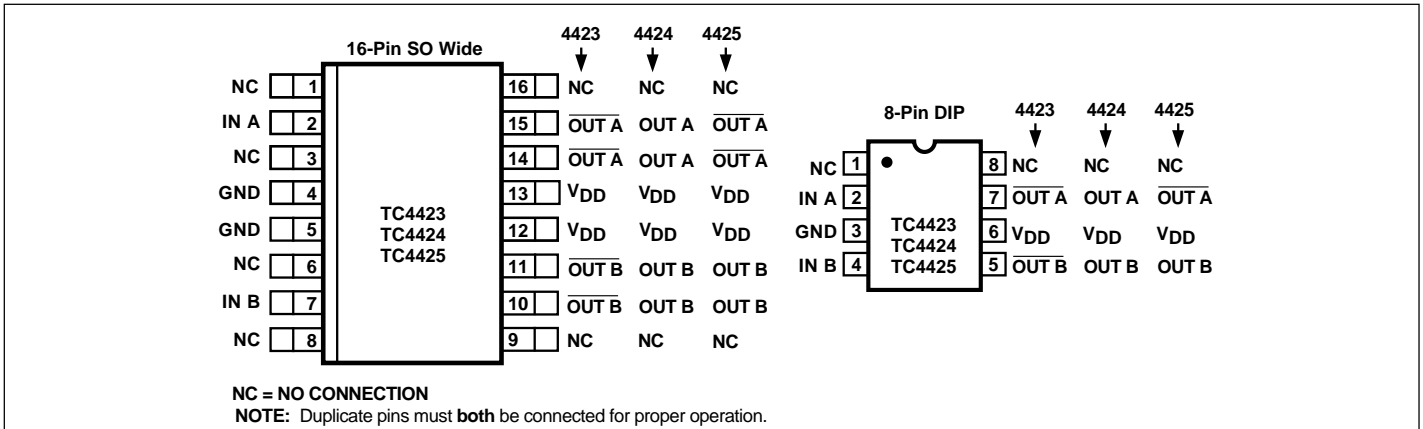 16-Pin SO Wide
4423 4424 4425
NC 1 16 NC NC NC
IN A 2 15 OUT A OUT A OUT A
NC 3 14 OUT A OUT A OUT A
GND 4 13 VDD VDD VDD
GND 5 12 VDD VDD VDD
NC 6 11 OUT B OUT B OUT B
IN B 7 10 OUT B OUT B OUT B
NC 8 9 NC NC NC
TC4423
TC4424
TC4425
8-Pin DIP
4423 4424 4425
NC 1 8 NC NC NC
IN A 2 7 OUT A OUT A OUT A
GND 3 6 VDD VDD VDD
IN B 4 5 OUT B OUT B OUT B
TC4423
TC4424
TC4425
NC = NO CONNECTION
NOTE: Duplicate pins must both be connected for proper operation.